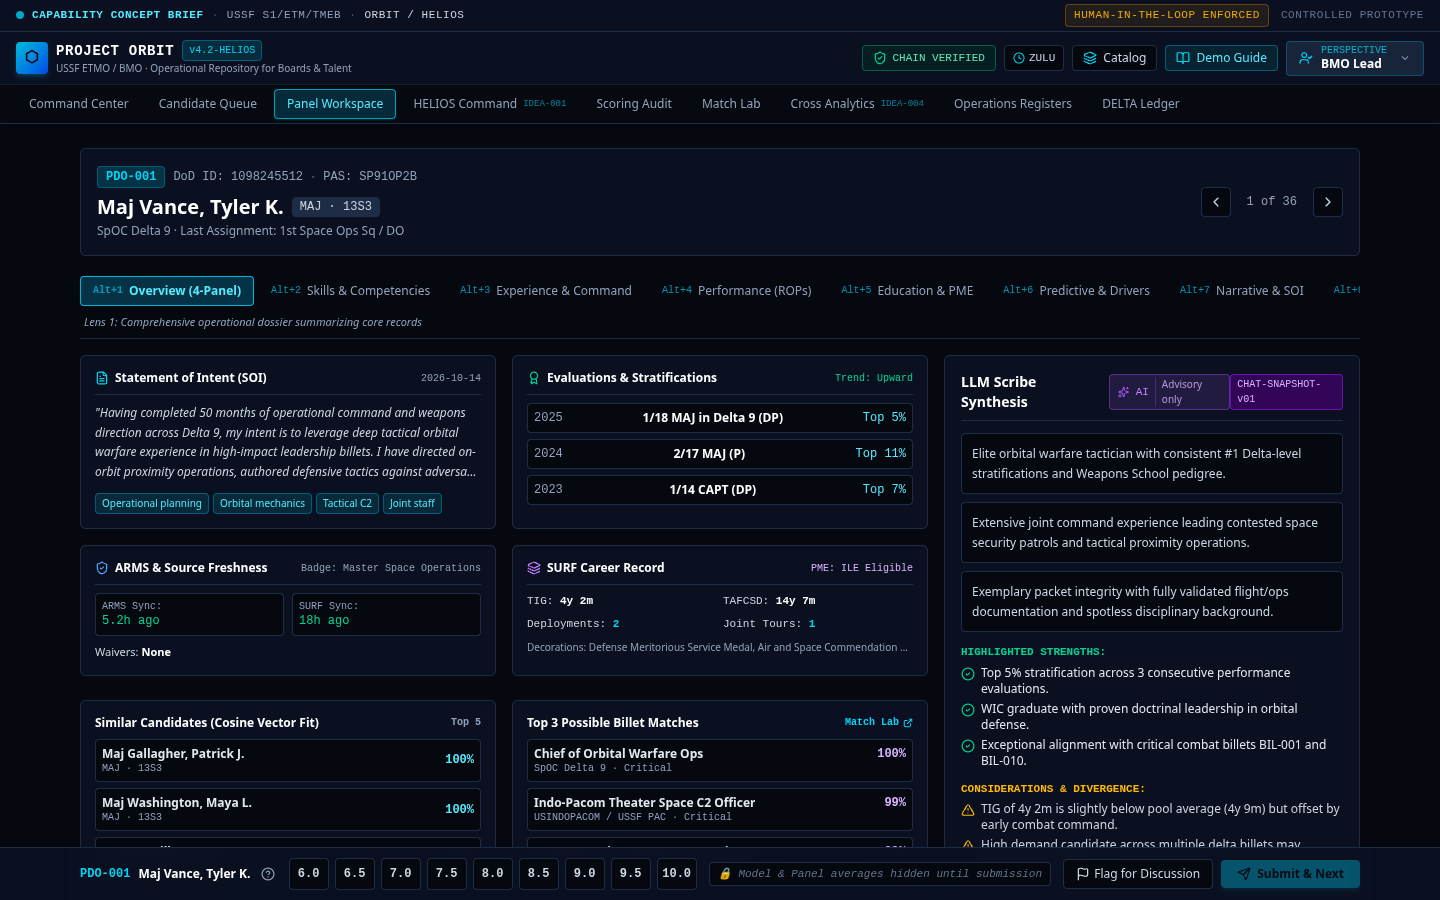 CAPABILITY CONCEPT BRIEF · USSF S1/ETM/TMEB · ORBIT / HELIOS
HUMAN-IN-THE-LOOP ENFORCED
CONTROLLED PROTOTYPE
PROJECT ORBIT v4.2-HELIOS
USSF ETMO / BMO · Operational Repository for Boards & Talent
CHAIN VERIFIED
ZULU
Catalog
Demo Guide
PERSPECTIVE
BMO Lead
Command Center
Candidate Queue
Panel Workspace
HELIOS Command IDEA-001
Scoring Audit
Match Lab
Cross Analytics IDEA-004
Operations Registers
DELTA Ledger
PDO-001 DoD ID: 1098245512 · PAS: SP91OP2B
Maj Vance, Tyler K. MAJ · 13S3
SpOC Delta 9 · Last Assignment: 1st Space Ops Sq / DO
1 of 36
Alt+1 Overview (4-Panel)
Alt+2 Skills & Competencies
Alt+3 Experience & Command
Alt+4 Performance (ROPs)
Alt+5 Education & PME
Alt+6 Predictive & Drivers
Alt+7 Narrative & SOI
Lens 1: Comprehensive operational dossier summarizing core records
Statement of Intent (SOI) 2026-10-14
"Having completed 50 months of operational command and weapons
direction across Delta 9, my intent is to leverage deep tactical orbital
warfare experience in high-impact leadership billets. I have directed on-
orbit proximity operations, authored defensive tactics against adversa...
Operational planning
Orbital mechanics
Tactical C2
Joint staff
Evaluations & Stratifications Trend: Upward
2025 1/18 MAJ in Delta 9 (DP) Top 5%
2024 2/17 MAJ (P) Top 11%
2023 1/14 CAPT (DP) Top 7%
ARMS & Source Freshness Badge: Master Space Operations
ARMS Sync:
5.2h ago
SURF Sync:
18h ago
Waivers: None
SURF Career Record PME: ILE Eligible
TIG: 4y 2m
TAFCSD: 14y 7m
Deployments: 2
Joint Tours: 1
Decorations: Defense Meritorious Service Medal, Air and Space Commendation ...
Similar Candidates (Cosine Vector Fit) Top 5
Maj Gallagher, Patrick J.
MAJ · 13S3
100%
Maj Washington, Maya L.
MAJ · 13S3
100%
Top 3 Possible Billet Matches Match Lab
Chief of Orbital Warfare Ops
SpOC Delta 9 · Critical
100%
Indo-Pacom Theater Space C2 Officer
USINDOPACOM / USSF PAC · Critical
99%
LLM Scribe
Synthesis
AI
Advisory
only
CHAT-SNAPSHOT-
v01
Elite orbital warfare tactician with consistent #1 Delta-level
stratifications and Weapons School pedigree.
Extensive joint command experience leading contested space
security patrols and tactical proximity operations.
Exemplary packet integrity with fully validated flight/ops
documentation and spotless disciplinary background.
HIGHLIGHTED STRENGTHS:
Top 5% stratification across 3 consecutive performance
evaluations.
WIC graduate with proven doctrinal leadership in orbital
defense.
Exceptional alignment with critical combat billets BIL-001 and
BIL-010.
CONSIDERATIONS & DIVERGENCE:
TIG of 4y 2m is slightly below pool average (4y 9m) but offset by
early combat command.
High demand candidate across multiple delta billets may
PDO-001 Maj Vance, Tyler K.
6.0
6.5
7.0
7.5
8.0
8.5
9.0
9.5
10.0
Model & Panel averages hidden until submission
Flag for Discussion
Submit & Next